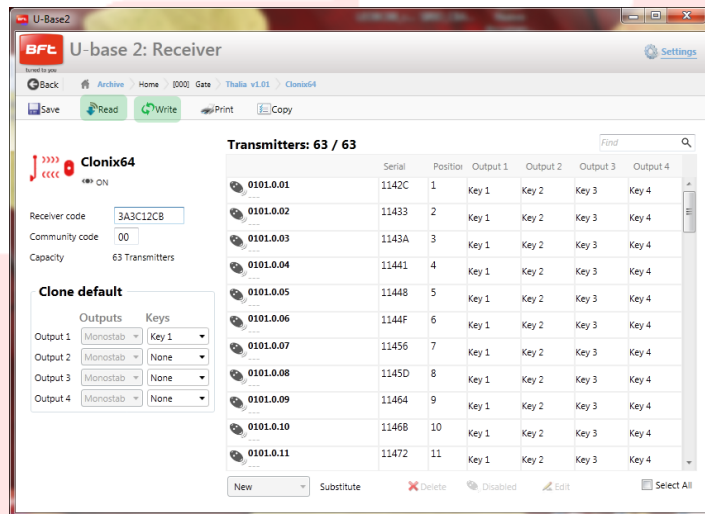 U-Base2
BFt U-base 2: Receiver
turned to you
Settings
Back Archive Home [000] Gate Thalia v1.01 Clonix64
Save Read Write Print Copy
Transmitters: 63 / 63 Find
Clonix64
ON
Receiver code 3A3C12CB
Community code 00
Capacity 63 Transmitters
Clone default
Outputs Keys
Output 1 Monostab Key 1
Output 2 Monostab None
Output 3 Monostab None
Output 4 Monostab None
Serial Position Output 1 Output 2 Output 3 Output 4
0101.0.01 1142C 1 Key 1 Key 2 Key 3 Key 4
---
0101.0.02 11433 2 Key 1 Key 2 Key 3 Key 4
---
0101.0.03 1143A 3 Key 1 Key 2 Key 3 Key 4
---
0101.0.04 11441 4 Key 1 Key 2 Key 3 Key 4
---
0101.0.05 11448 5 Key 1 Key 2 Key 3 Key 4
---
0101.0.06 1144F 6 Key 1 Key 2 Key 3 Key 4
---
0101.0.07 11456 7 Key 1 Key 2 Key 3 Key 4
---
0101.0.08 1145D 8 Key 1 Key 2 Key 3 Key 4
---
0101.0.09 11464 9 Key 1 Key 2 Key 3 Key 4
---
0101.0.10 1146B 10 Key 1 Key 2 Key 3 Key 4
---
0101.0.11 11472 11 Key 1 Key 2 Key 3 Key 4
---
New Substitute Delete Disabled Edit Select All